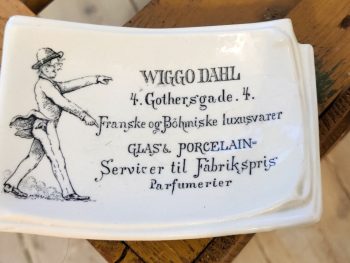 WIGGO DAHL
4. Gothersgade. 4.
Franske og Böhmiske luxusvarer
GLAS & PORCELAIN-
Servicer til Fabrikspris
Parfumerier